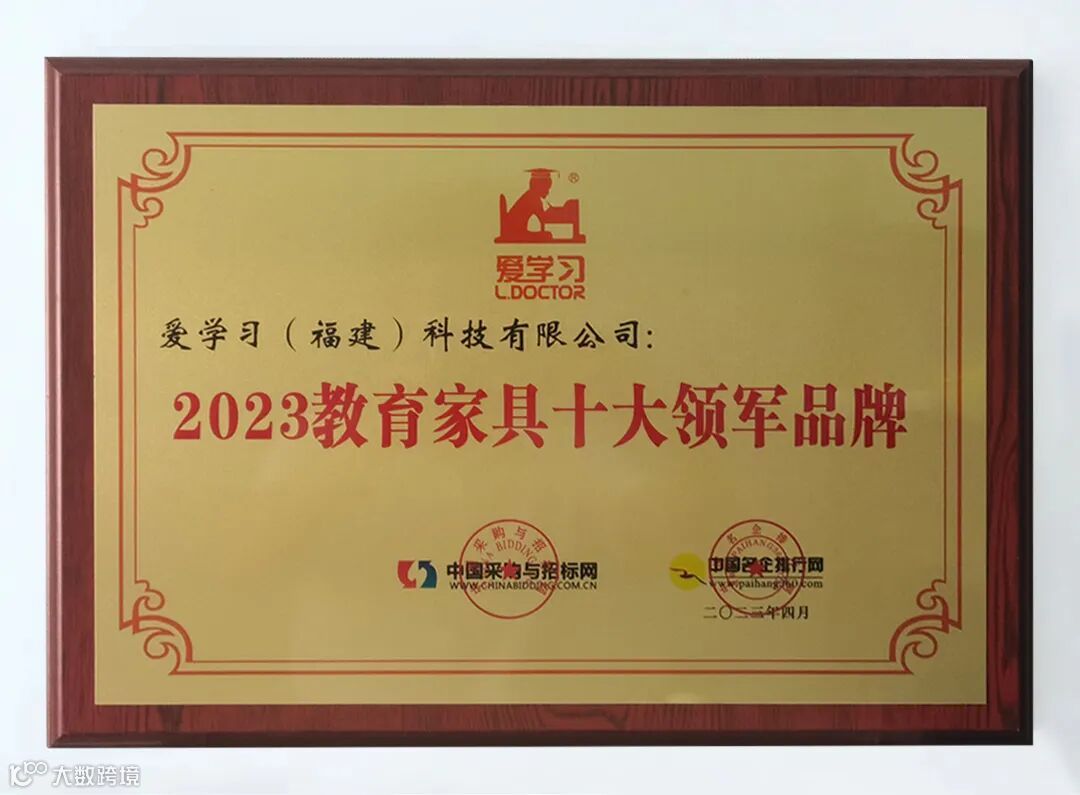 ®
爱学习
L.DOCTOR
爱学习（福建）科技有限公司：
2023教育家具十大领军品牌
中国采购与招标网
WWW.CHINABIDDING.COM.CN
中国名企排行网
www.paihang360.com
二〇二三年四月
大数跨境